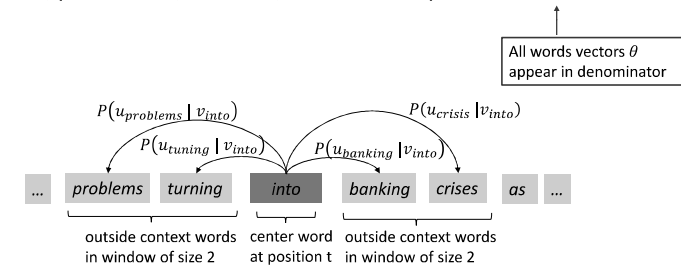 All words vectors θ
appear in denominator
P(u_problems | v_into)
P(u_crisis | v_into)
P(u_tuning | v_into)
P(u_banking | v_into)
... problems turning into banking crises as ...
outside context words
in window of size 2
center word
at position t
outside context words
in window of size 2